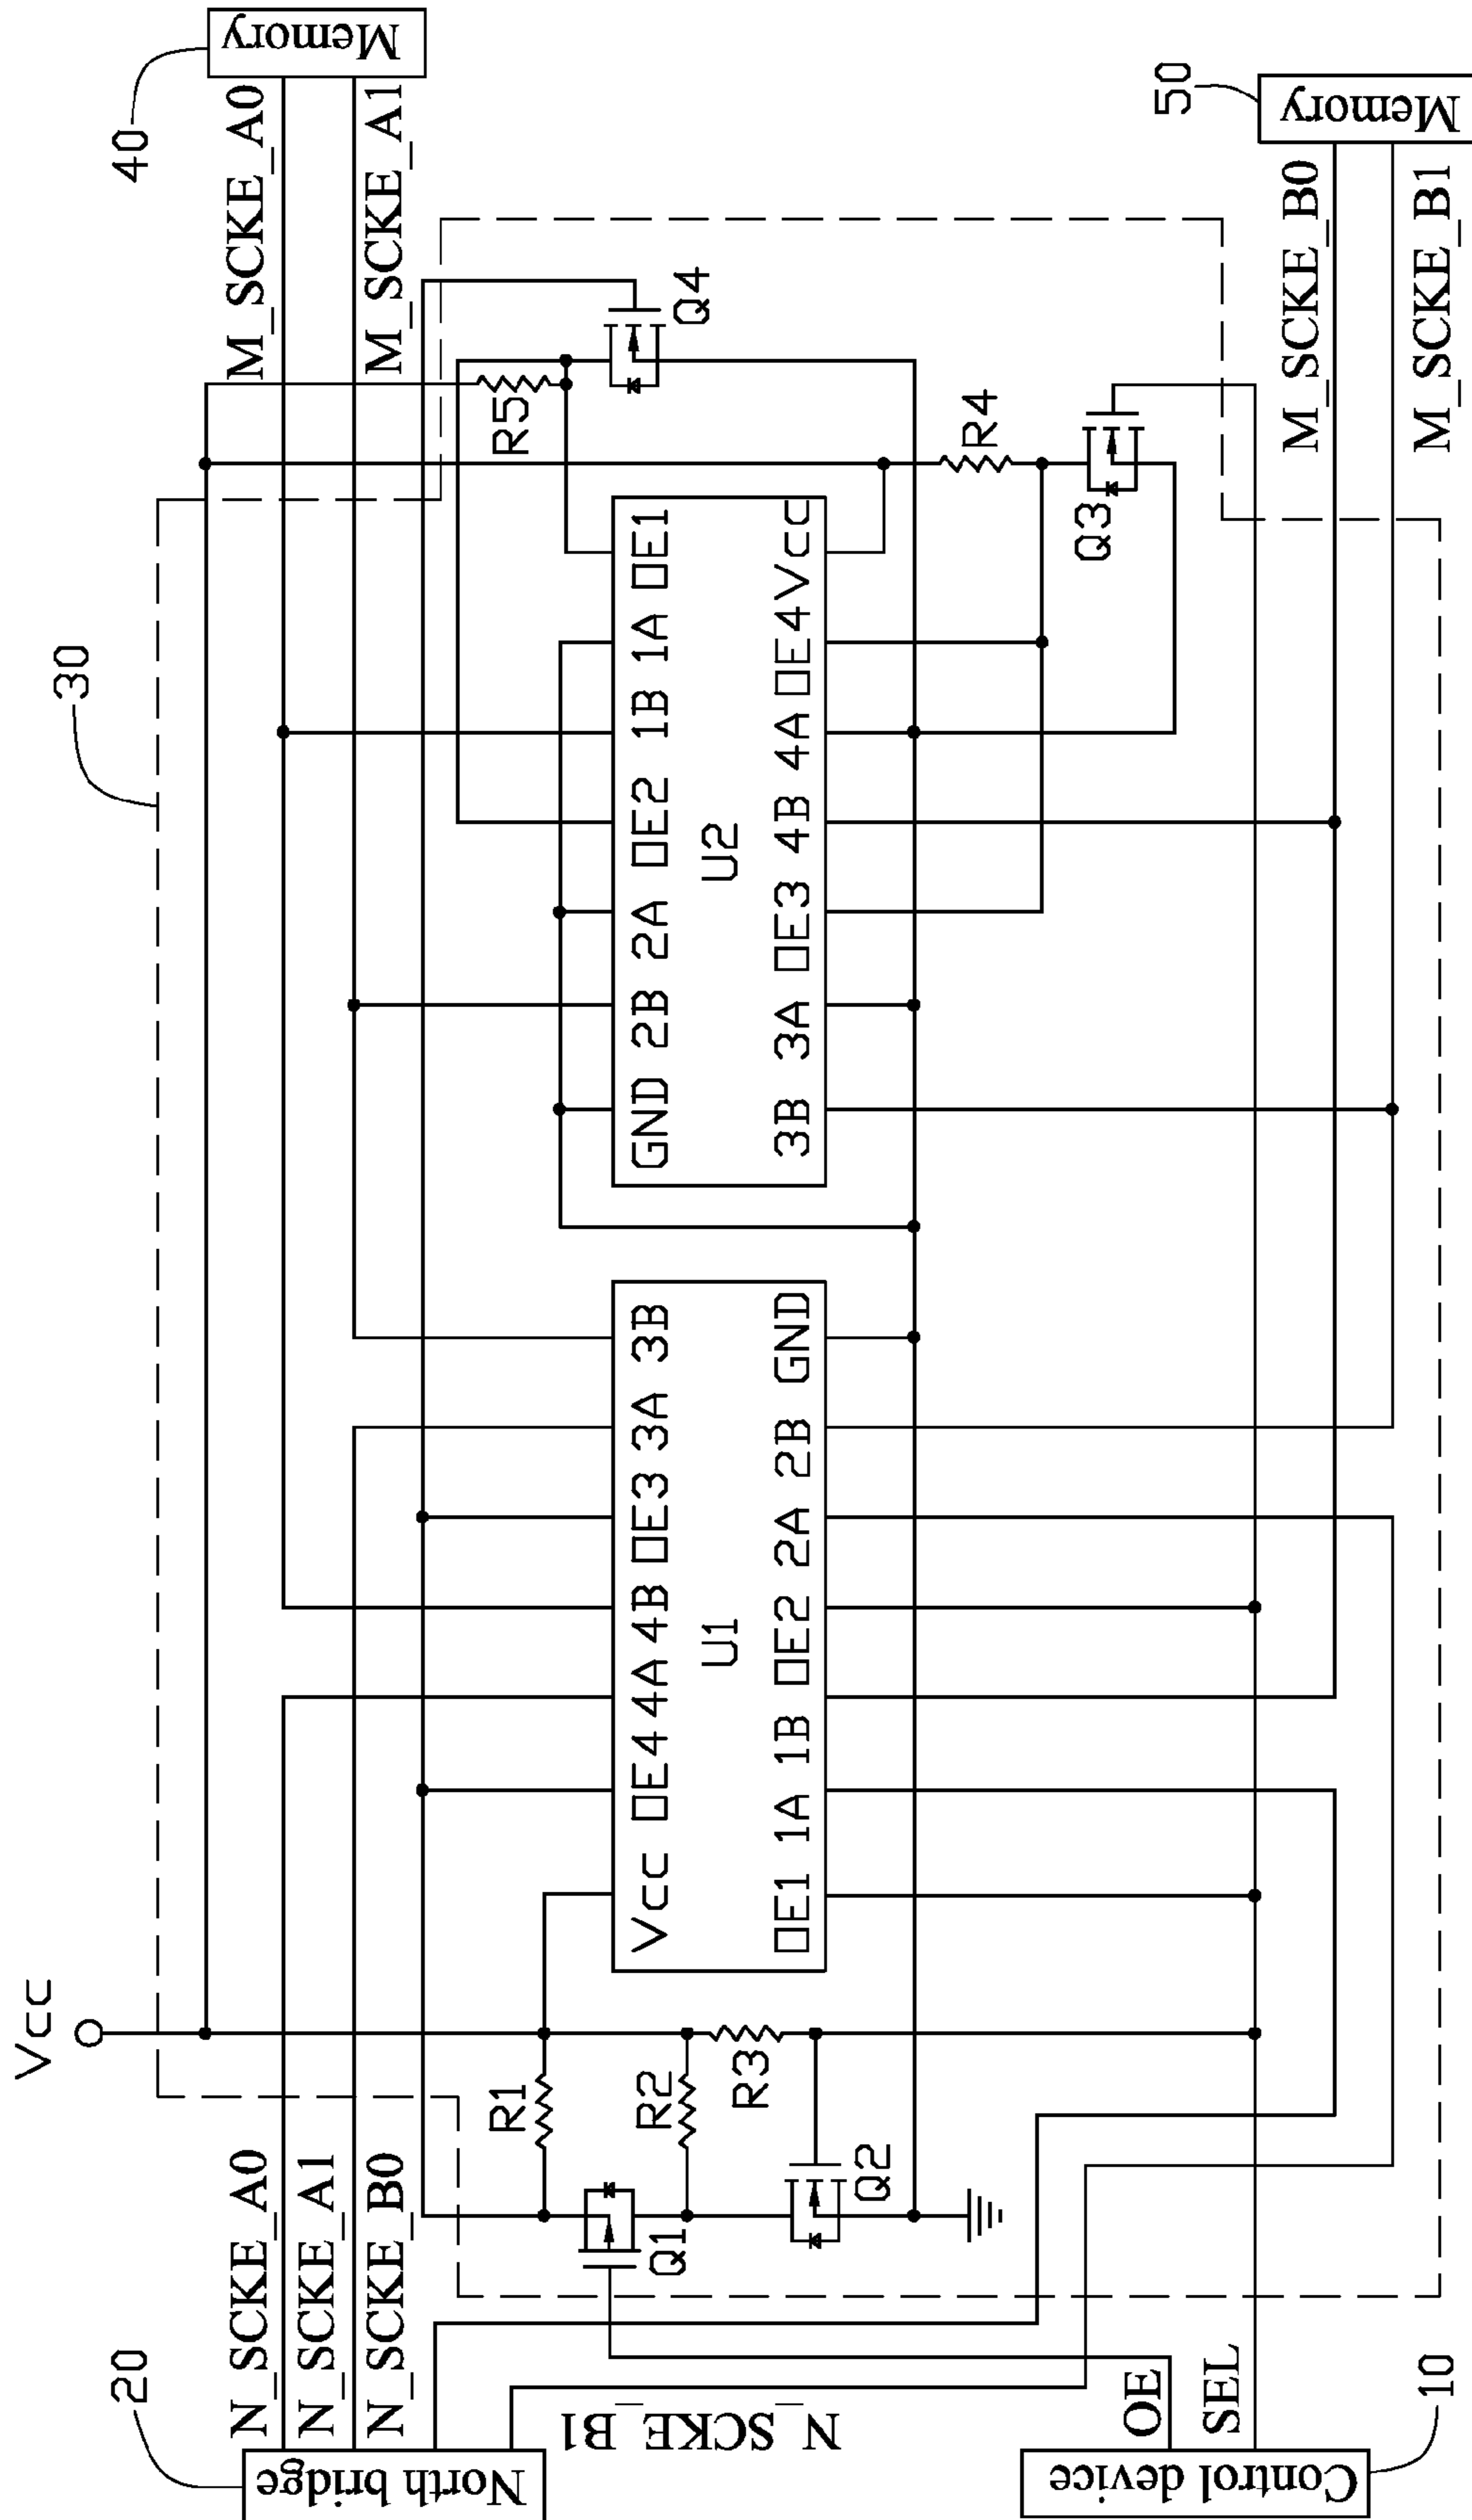 Vcc
30
20
North bridge
N_SCKE_A0
N_SCKE_A1
N_SCKE_B0
N_SCKE_B1
M_SCKE_A0
M_SCKE_A1
40
Memory
R1
Q1
R2
R3
Q2
Vcc OE4 4A 4B OE3 3A 3B
U1
OE1 1A 1B OE2 2A 2B GND
GND 2B 2A OE2 1B 1A OE1
U2
3B 3A OE3 4B 4A OE4 Vcc
R5
Q4
R4
Q3
OE
SEL
Control device
10
M_SCKE_B0
M_SCKE_B1
50
Memory